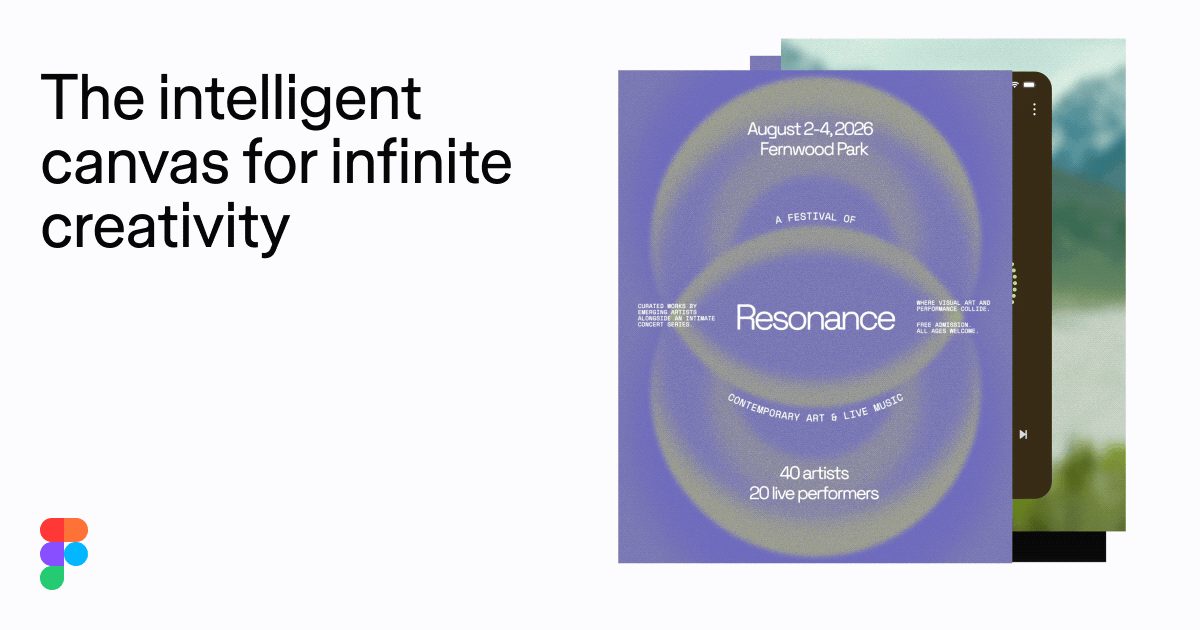 The intelligent
canvas for infinite
creativity
August 2-4, 2026
Fernwood Park
A FESTIVAL OF
CURATED WORKS BY
EMERGING ARTISTS
ALONGSIDE AN INTIMATE
CONCERT SERIES
Resonance
WHERE VISUAL ART AND
PERFORMANCE COLLIDE.
FREE ADMISSION.
ALL AGES WELCOME.
CONTEMPORARY ART & LIVE MUSIC
40 artists
20 live performers